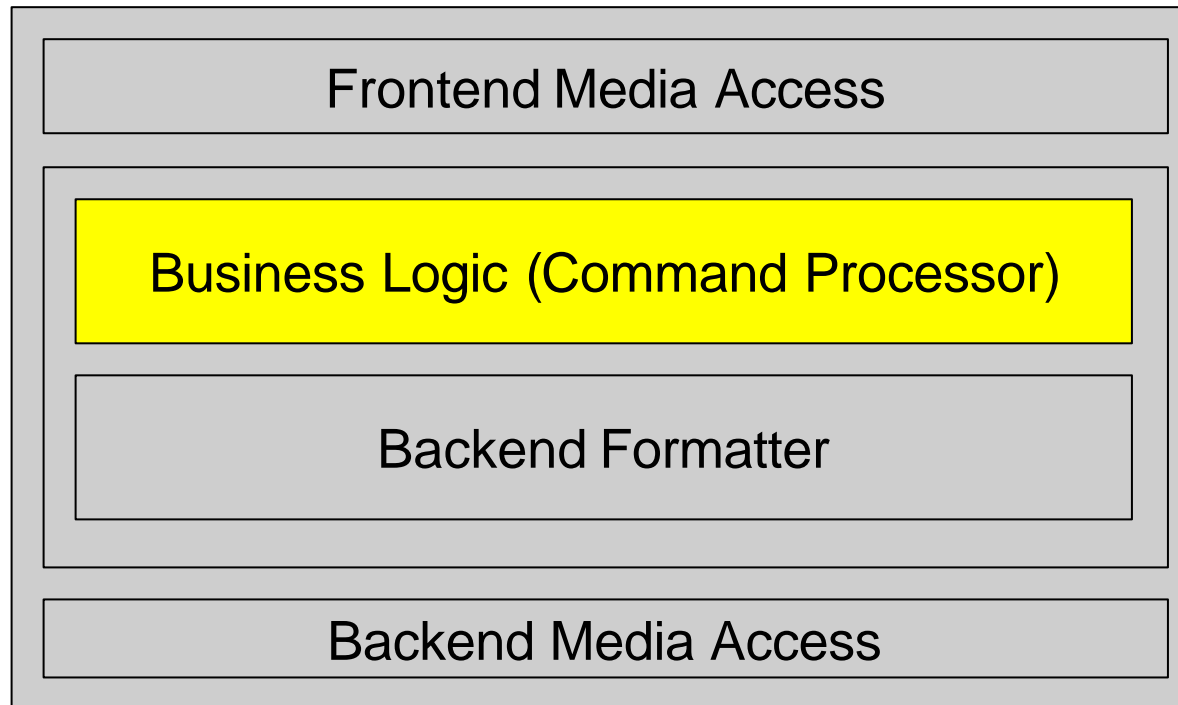 Frontend Media Access
Business Logic (Command Processor)
Backend Formatter
Backend Media Access